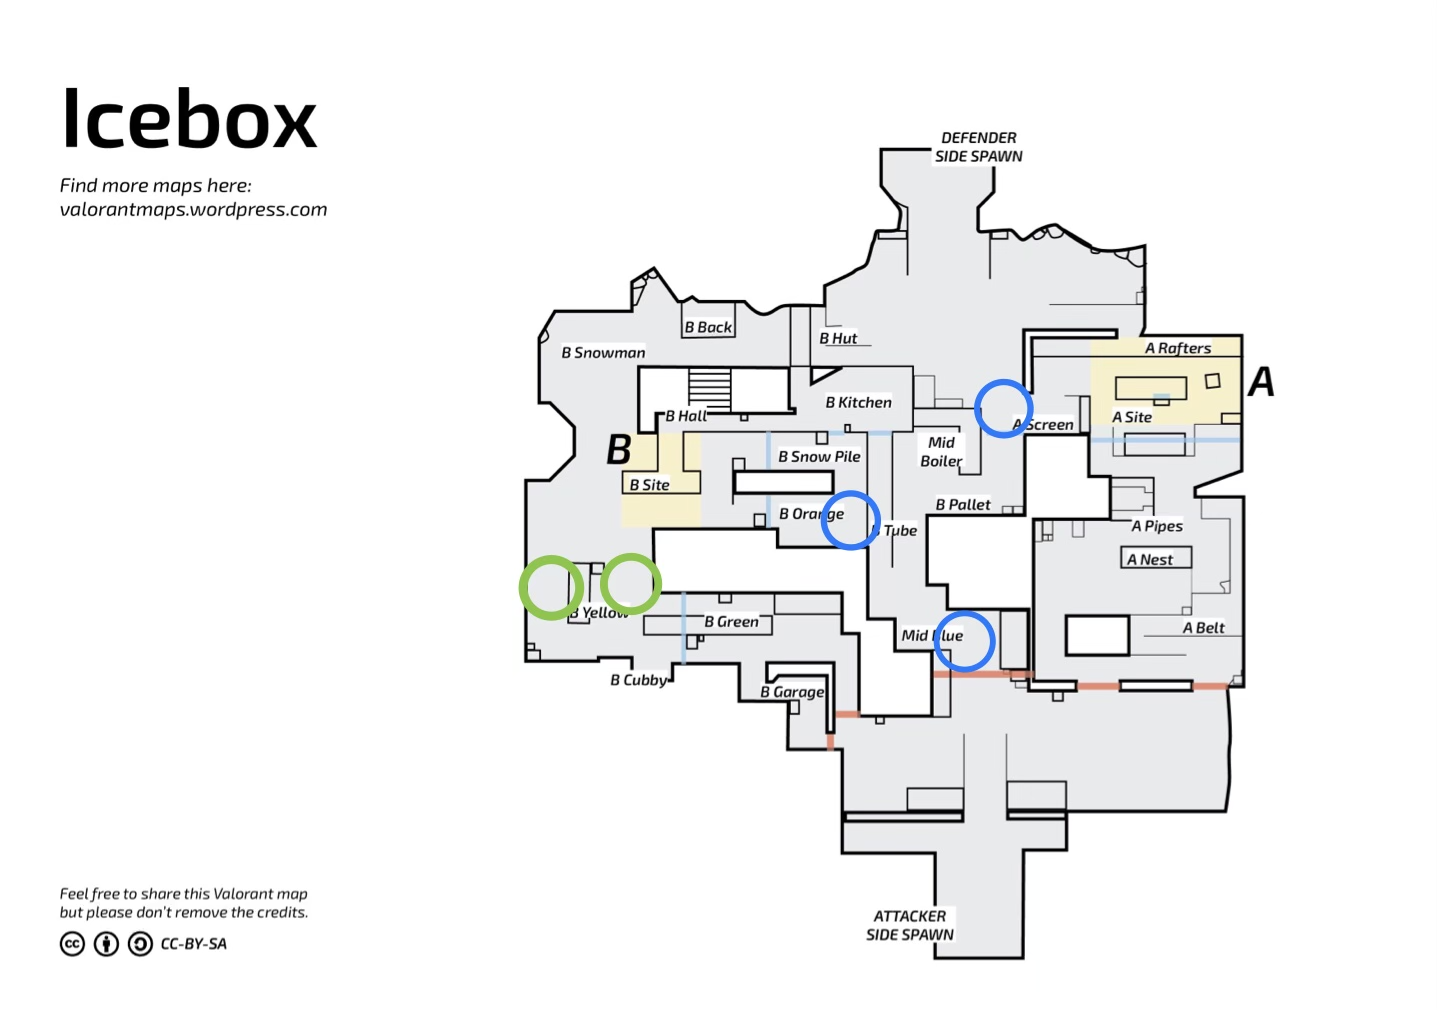 Icebox
Find more maps here:
valorantmaps.wordpress.com
DEFENDER
SIDE SPAWN
B Back
B Snowman
B Hut
A Rafters
A
B Hall
B Kitchen
A Screen
A Site
B
B Site
B Snow Pile
Mid
Boiler
B Orange
B Tube
B Pallet
A Pipes
A Nest
B Yellow
B Green
Mid Blue
A Belt
B Cubby
B Garage
ATTACKER
SIDE SPAWN
Feel free to share this Valorant map
but please don't remove the credits.
cc CC-BY-SA